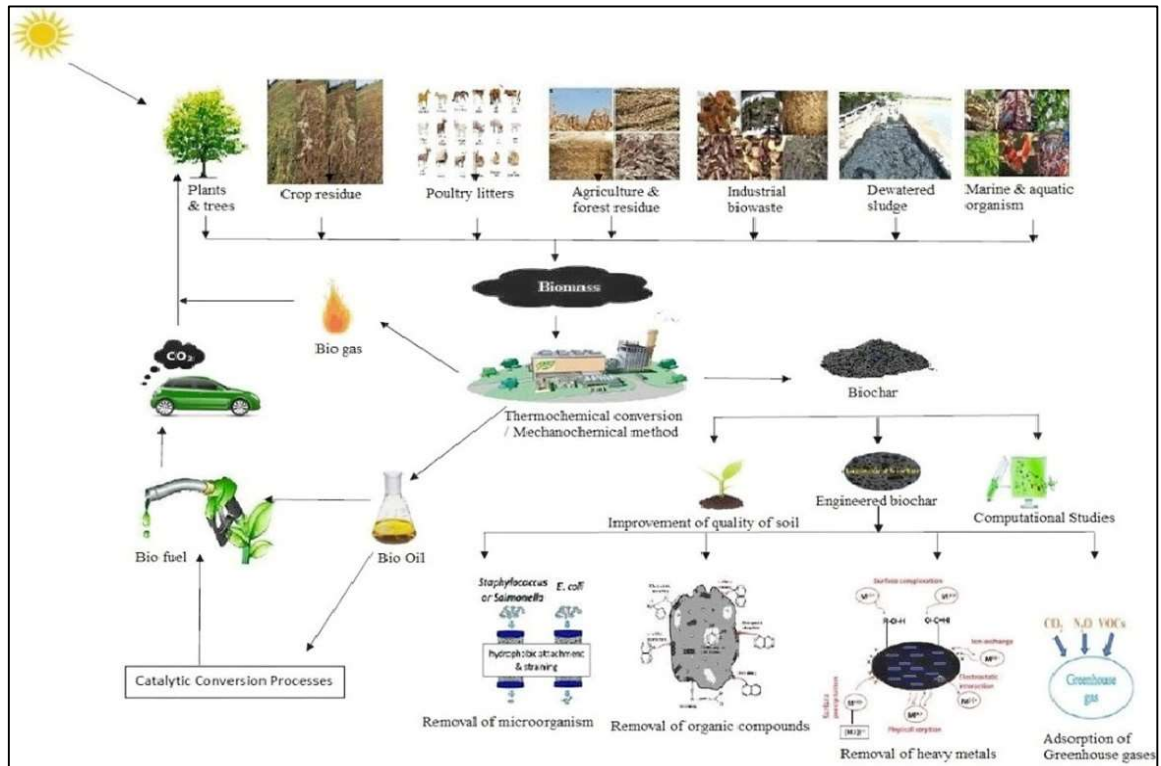 Plants
& trees
Crop residue
Poultry litters
Agriculture &
forest residue
Industrial
biowaste
Dewatered
sludge
Marine & aquatic
organism
Biomass
Bio gas
CO₂
Thermochemical conversion
/ Mechanochemical method
Biochar
Improvement of quality of soil
Engineered biochar
Computational Studies
Bio fuel
Bio Oil
Catalytic Conversion Processes
Staphylococcus
or Salmonella
E. coli
hydrophobic attachment
& straining
Removal of microorganism
Removal of organic compounds
Surface complexation
R-O-H
Ion exchange
Electrostatic
interaction
Physical sorption
Surface
precipitation
Removal of heavy metals
CO₂ N₂O VOCs
Greenhouse
gas
Adsorption of
Greenhouse gases